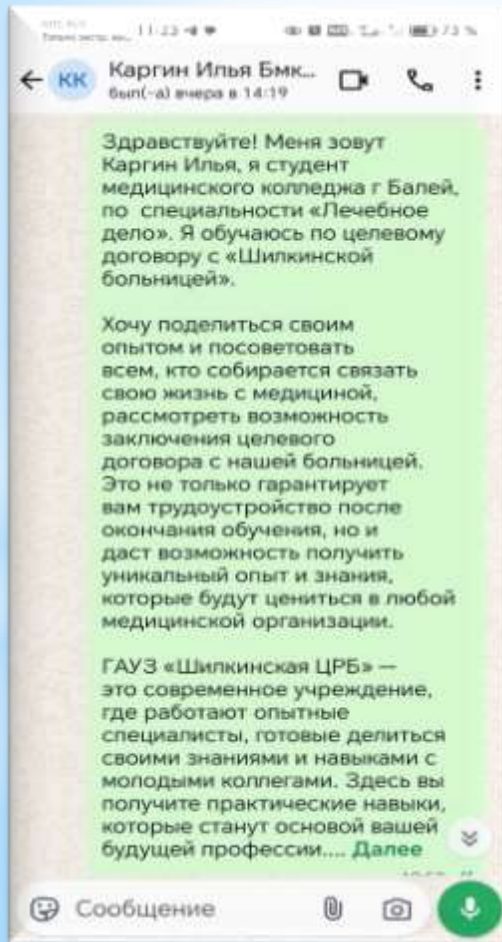 11:23
73 %
КК
Каргин Илья Бмк...
был(-а) вчера в 14:19
Здравствуйте! Меня зовут
Каргин Илья, я студент
медицинского колледжа г Балей,
по специальности «Лечебное
дело». Я обучаюсь по целевому
договору с «Шилкинской
больницей».
Хочу поделиться своим
опытом и посоветовать
всем, кто собирается связать
свою жизнь с медициной,
рассмотреть возможность
заключения целевого
договора с нашей больницей.
Это не только гарантирует
вам трудоустройство после
окончания обучения, но и
даст возможность получить
уникальный опыт и знания,
которые будут цениться в любой
медицинской организации.
ГАУЗ «Шилкинская ЦРБ» —
это современное учреждение,
где работают опытные
специалисты, готовые делиться
своими знаниями и навыками с
молодыми коллегами. Здесь вы
получите практические навыки,
которые станут основой вашей
будущей профессии.... Далее
Сообщение